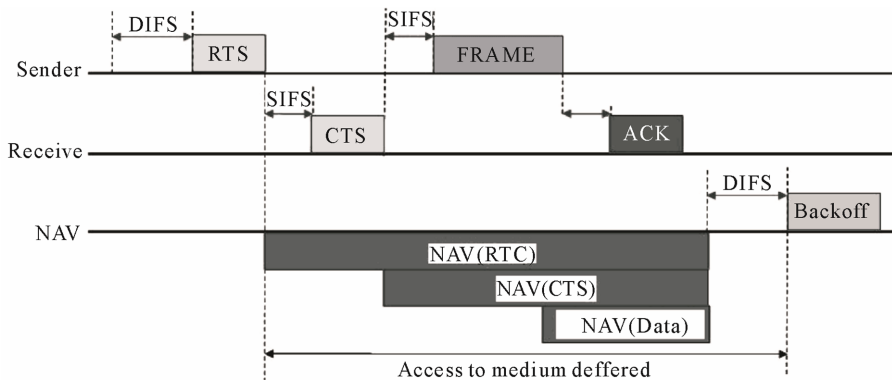 DIFS
SIFS
RTS
FRAME
Sender
SIFS
CTS
ACK
Receive
DIFS
Backoff
NAV
NAV(RTC)
NAV(CTS)
NAV(Data)
Access to medium deffered